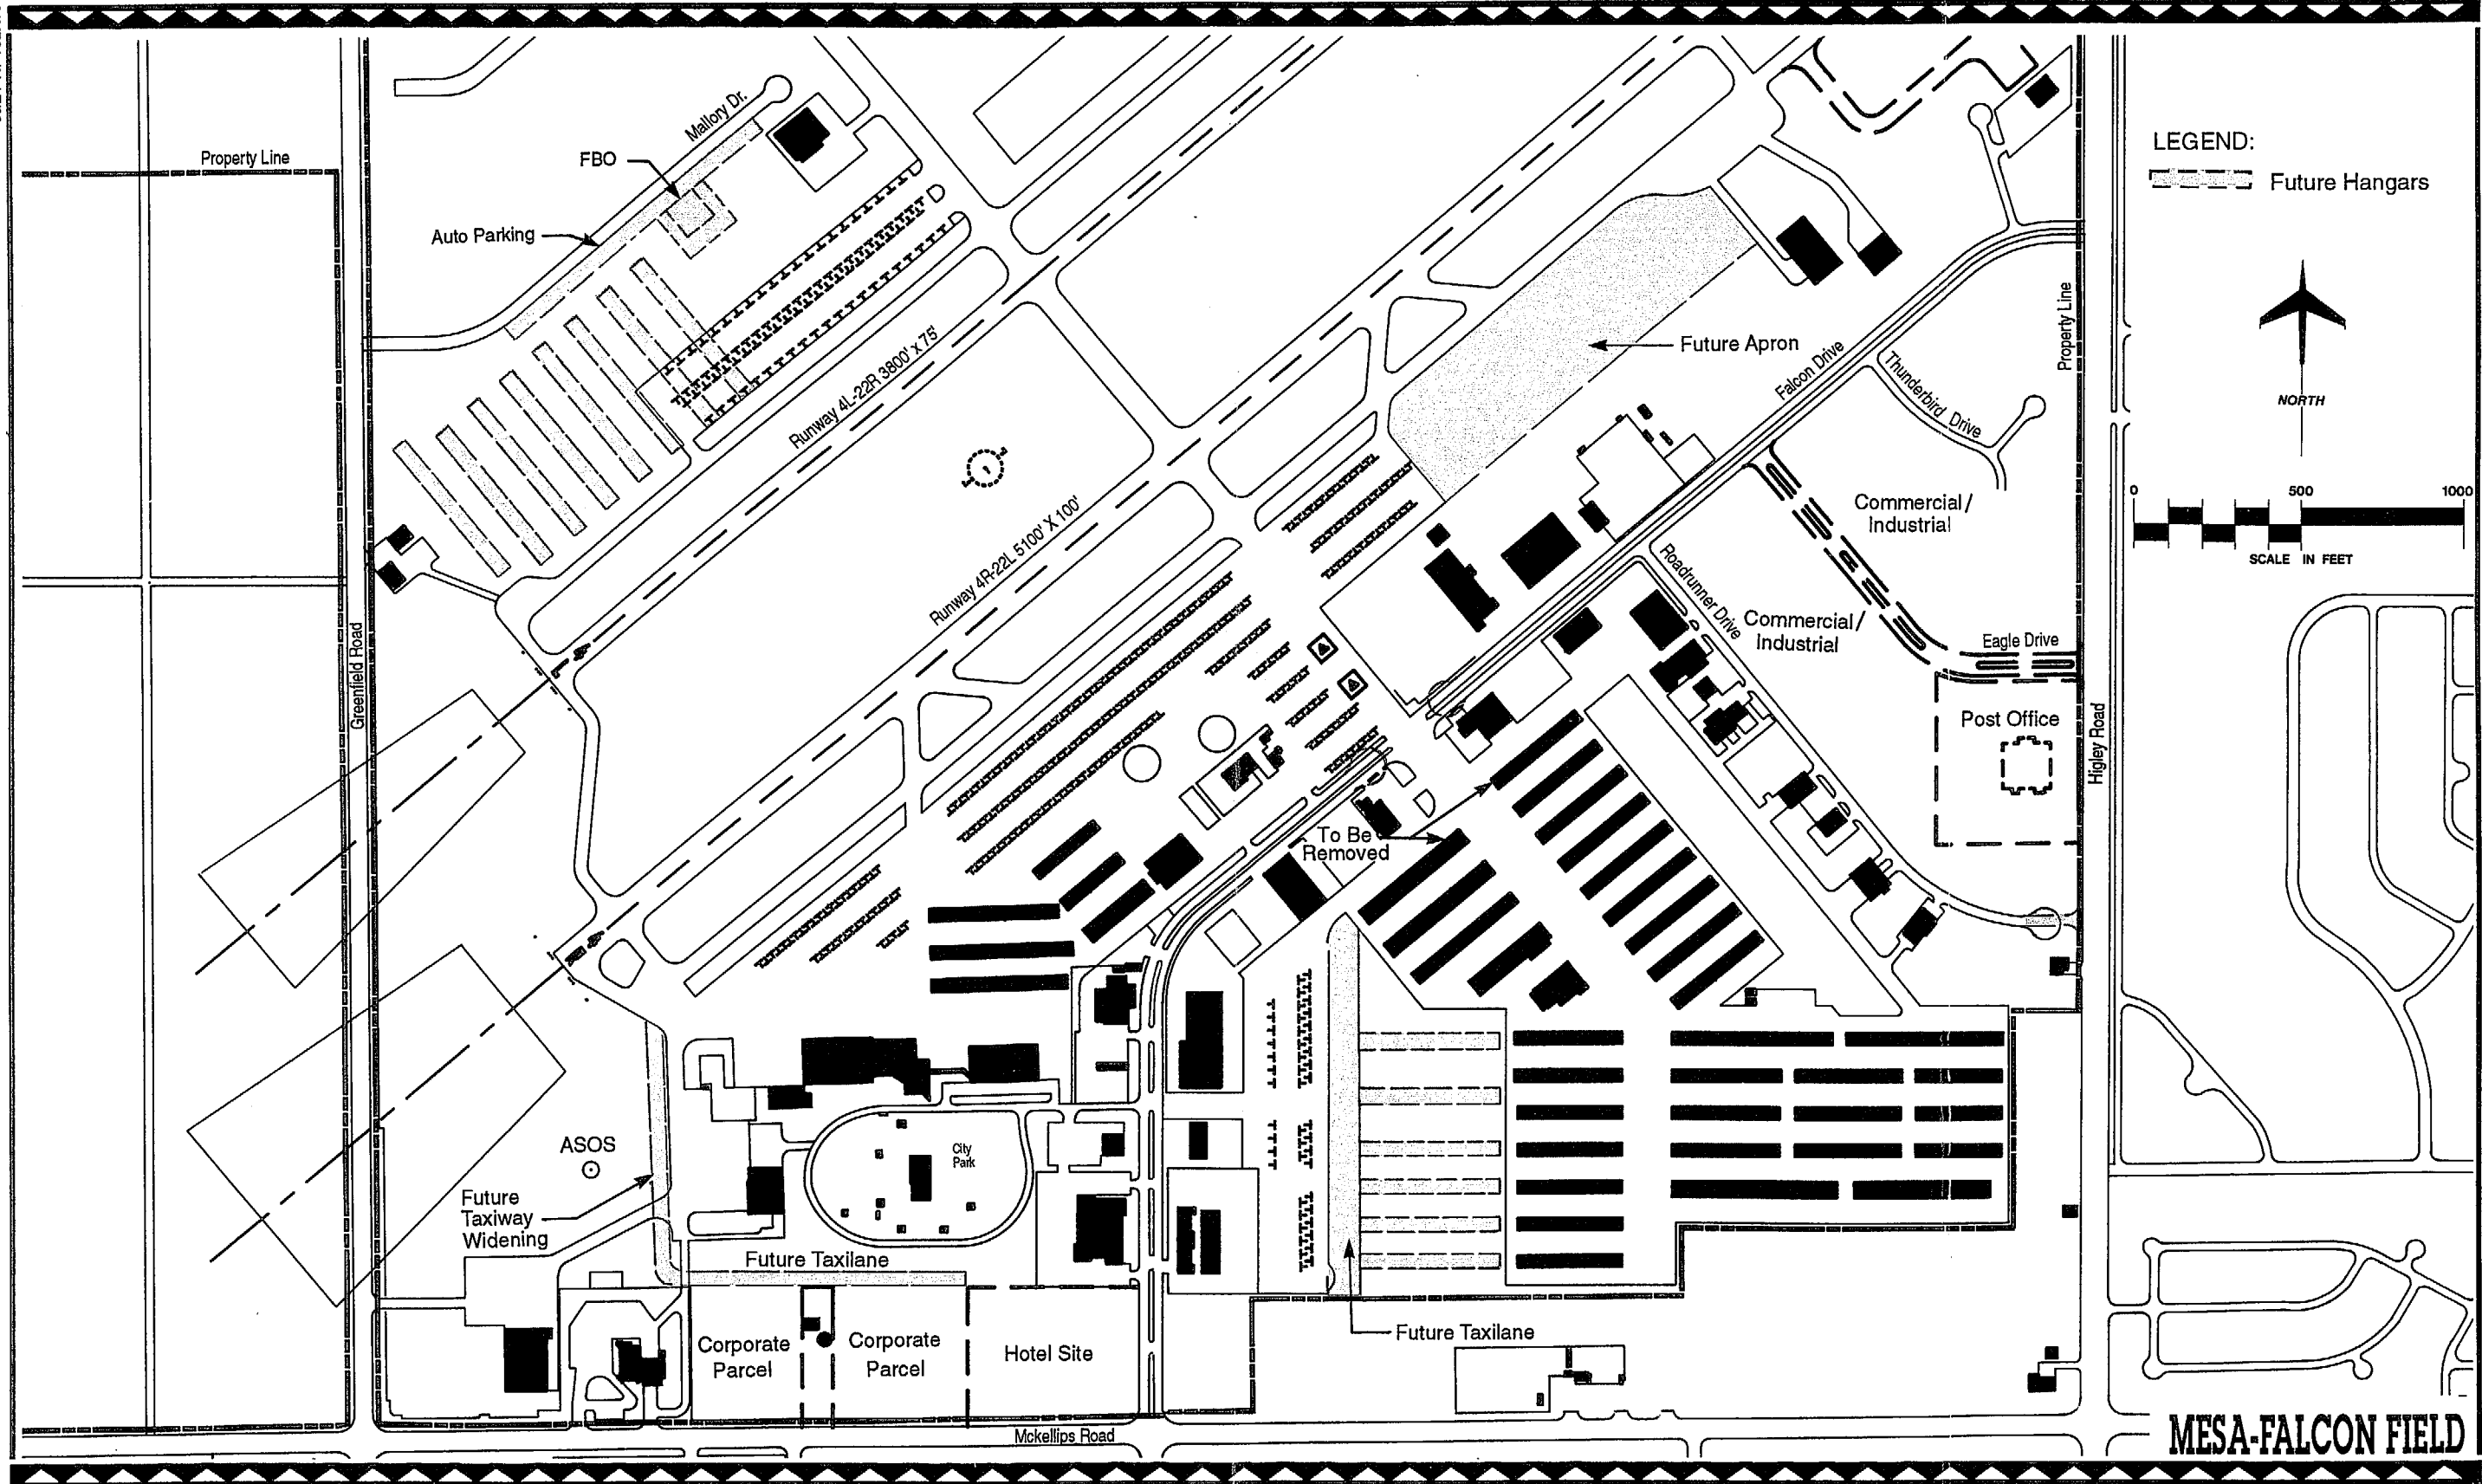 Mallory Dr.
Property Line
FBO
Auto Parking
LEGEND:
Future Hangars
Property Line
Future Apron
Falcon Drive
Thunderbird Drive
NORTH
Runway 4L-22R 3800' x 75'
0 500 1000
SCALE IN FEET
Commercial/
Industrial
Runway 4R-22L 5100' X 100'
Roadrunner Drive
Commercial/
Industrial
Eagle Drive
Greenfield Road
Post Office
Higley Road
To Be
Removed
ASOS
City
Park
Future
Taxiway
Widening
Future Taxilane
Future Taxilane
Corporate
Parcel
Corporate
Parcel
Hotel Site
Mckellips Road
MESA-FALCON FIELD